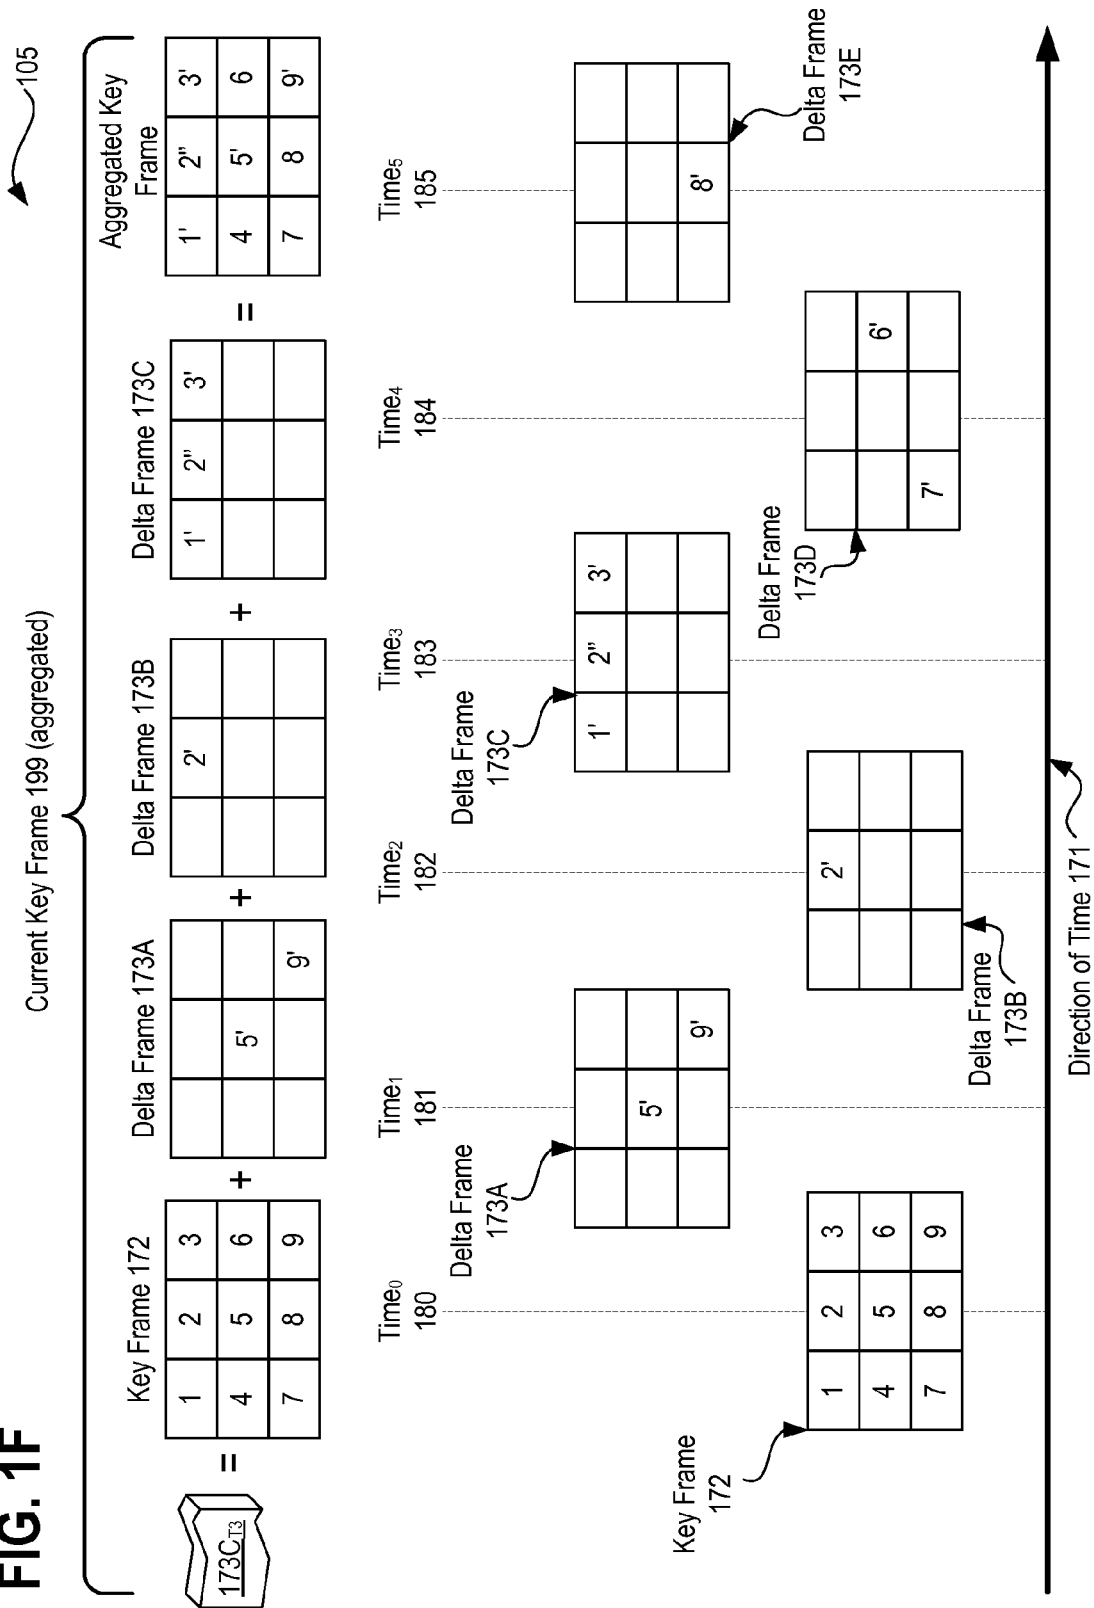 FIG. 1F
105
Current Key Frame 199 (aggregated)
Key Frame 172
Delta Frame 173A
Delta Frame 173B
Delta Frame 173C
Aggregated Key
Frame
173C_T3
=
1 2 3
4 5 6
7 8 9
+
5'
9'
+
2'
+
1' 2" 3'
=
1' 2" 3'
4 5' 6
7 8 9'
Time₀
180
Time₁
181
Time₂
182
Time₃
183
Time₄
184
Time₅
185
Key Frame
172
1 2 3
4 5 6
7 8 9
Delta Frame
173A
5'
9'
Delta Frame
173B
2'
Delta Frame
173C
1' 2" 3'
Delta Frame
173D
6'
7'
Delta Frame
173E
8'
Direction of Time 171